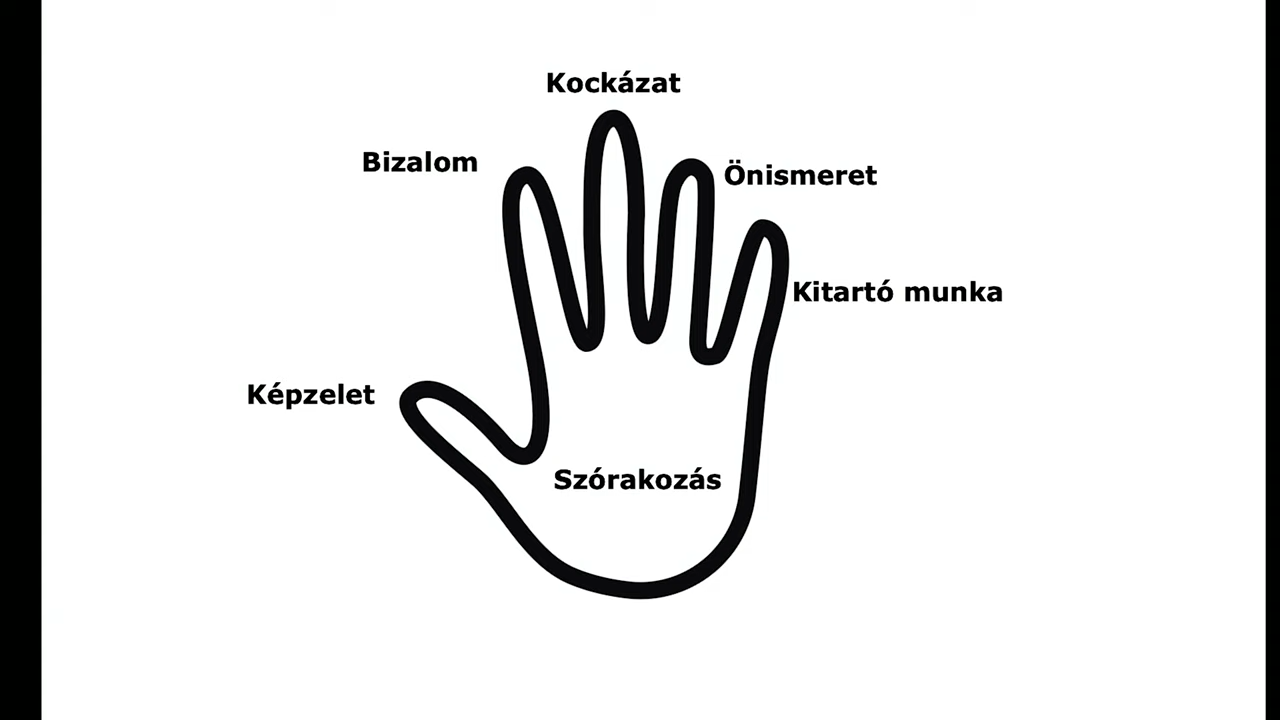 Kockázat
Bizalom
Önismeret
Kitartó munka
Képzelet
Szórakozás